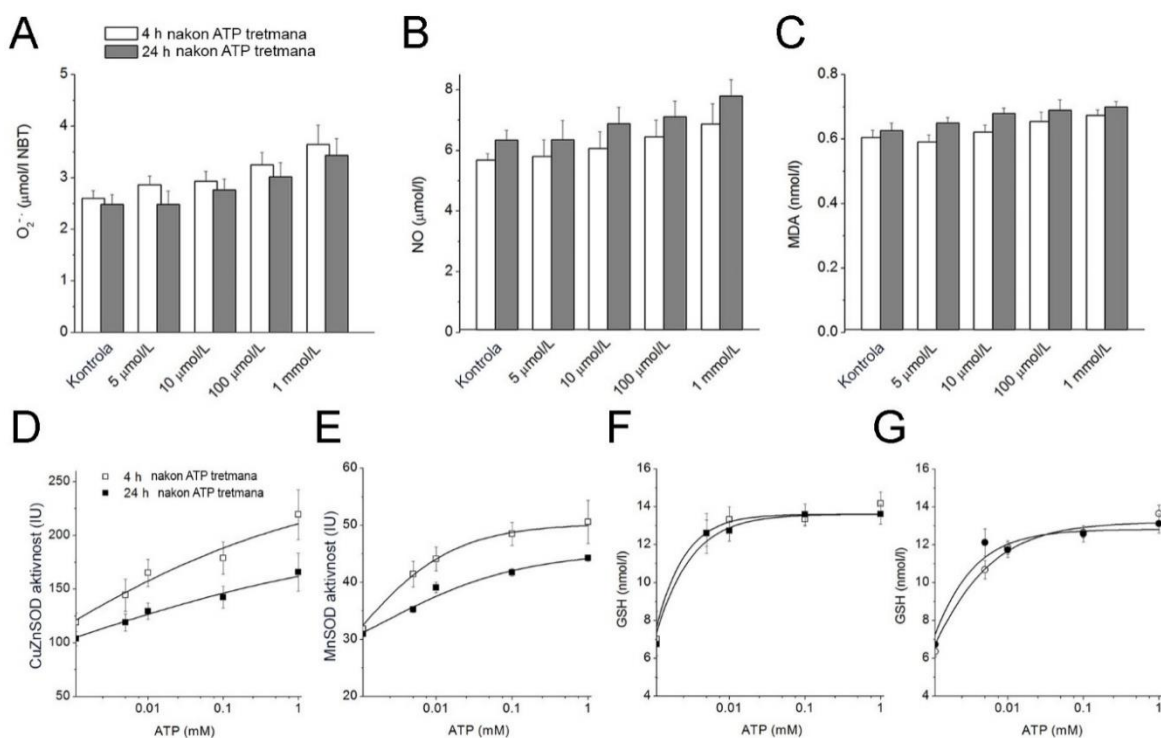 A
4 h nakon ATP tretmana
24 h nakon ATP tretmana
O₂⁻· (μmol/l NBT)
5
4
3
2
1
0
Kontrola
5 μmol/L
10 μmol/L
100 μmol/L
1 mmol/L
B
NO (μmol/l)
8
6
4
2
0
Kontrola
5 μmol/L
10 μmol/L
100 μmol/L
1 mmol/L
C
MDA (nmol/l)
0.8
0.6
0.4
0.2
0.0
Kontrola
5 μmol/L
10 μmol/L
100 μmol/L
1 mmol/L
D
4 h nakon ATP tretmana
24 h nakon ATP tretmana
CuZnSOD aktivnost (IU)
250
200
150
100
50
0.01 0.1 1
ATP (mM)
E
MnSOD aktivnost (IU)
60
50
40
30
20
0.01 0.1 1
ATP (mM)
F
GSH (nmol/l)
16
14
12
10
8
6
4
0.01 0.1 1
ATP (mM)
G
GSH (nmol/l)
16
14
12
10
8
6
4
0.01 0.1 1
ATP (mM)